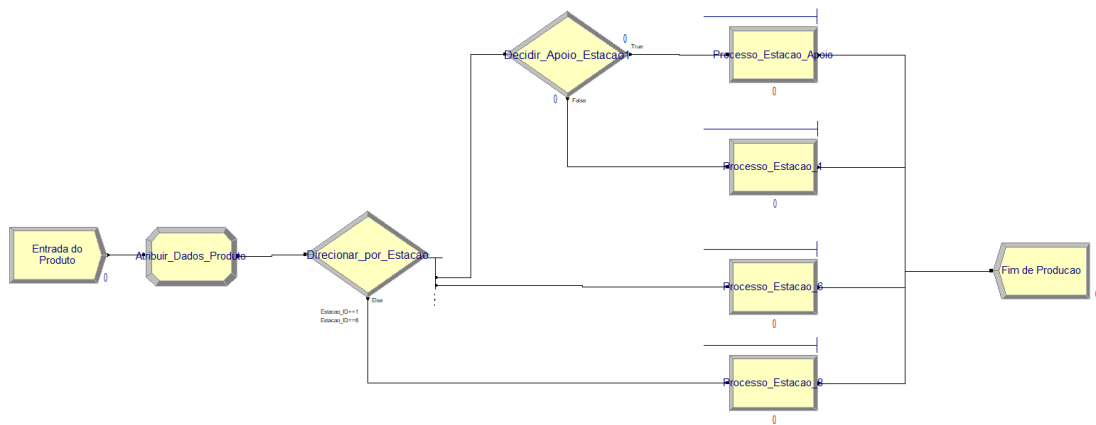 Decidir_Apoio_Estacao1
0
True
Processo_Estacao_Apoio
0
0
False
Processo_Estacao_1
0
Entrada do
Produto
0
Atribuir_Dados_Produto
Direcionar_por_Estacao
Else
Estacao_ID==1
Estacao_ID==6
Processo_Estacao_6
0
Fim de Producao
Processo_Estacao_8
0